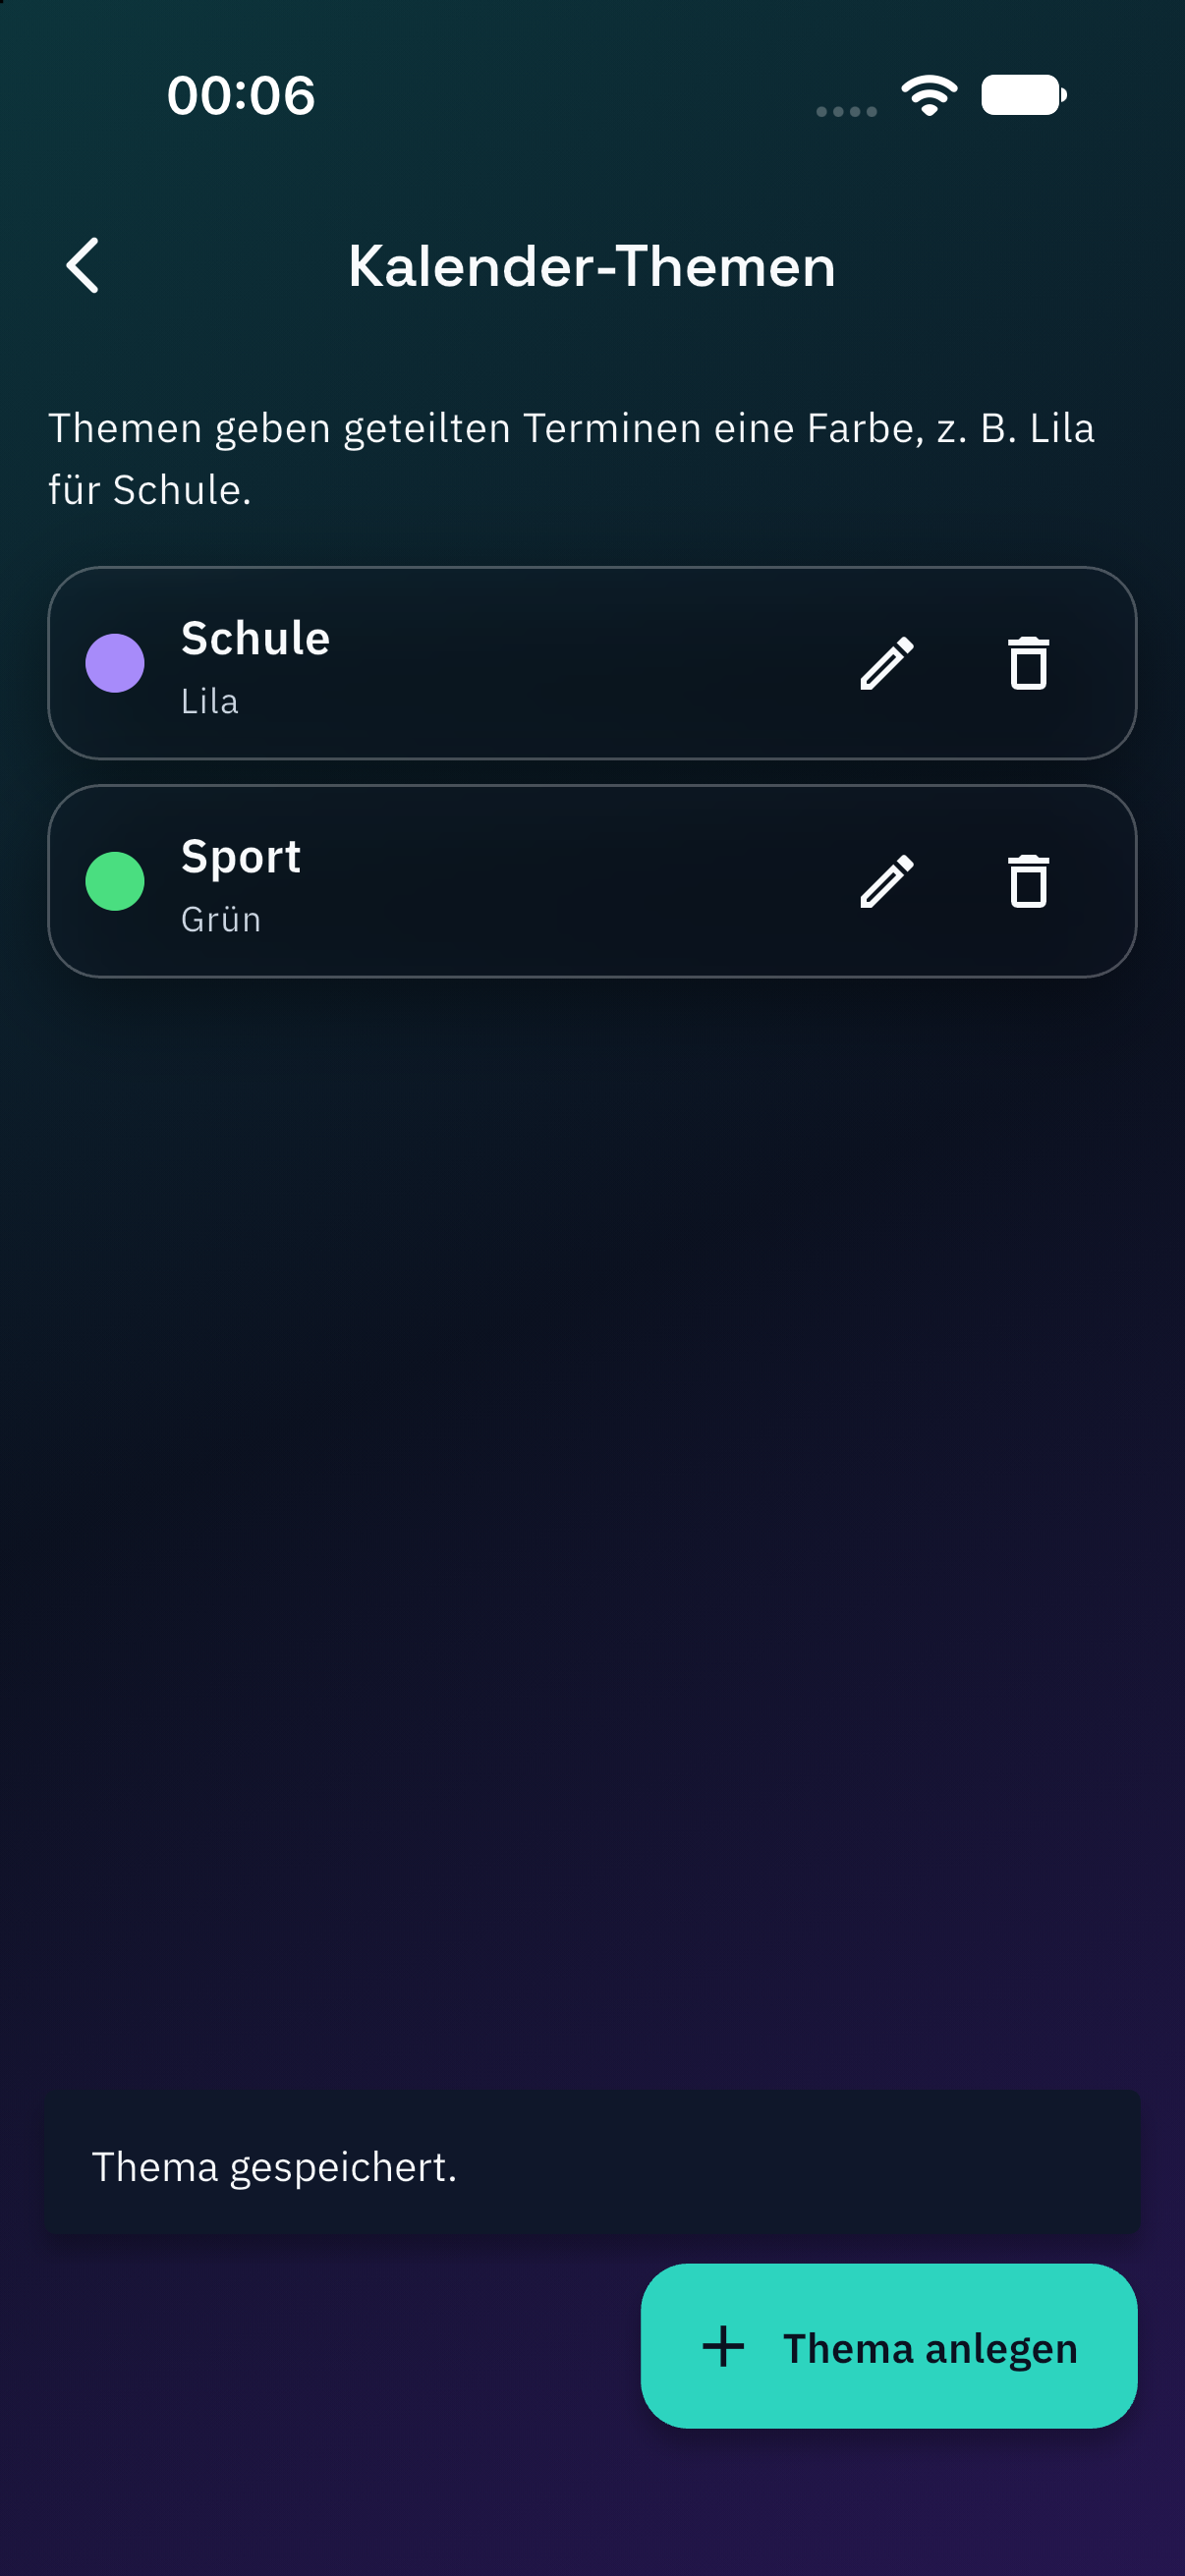 00:06
Kalender-Themen
Themen geben geteilten Terminen eine Farbe, z. B. Lila
für Schule.
Schule
Lila
Sport
Grün
Thema gespeichert.
Thema anlegen